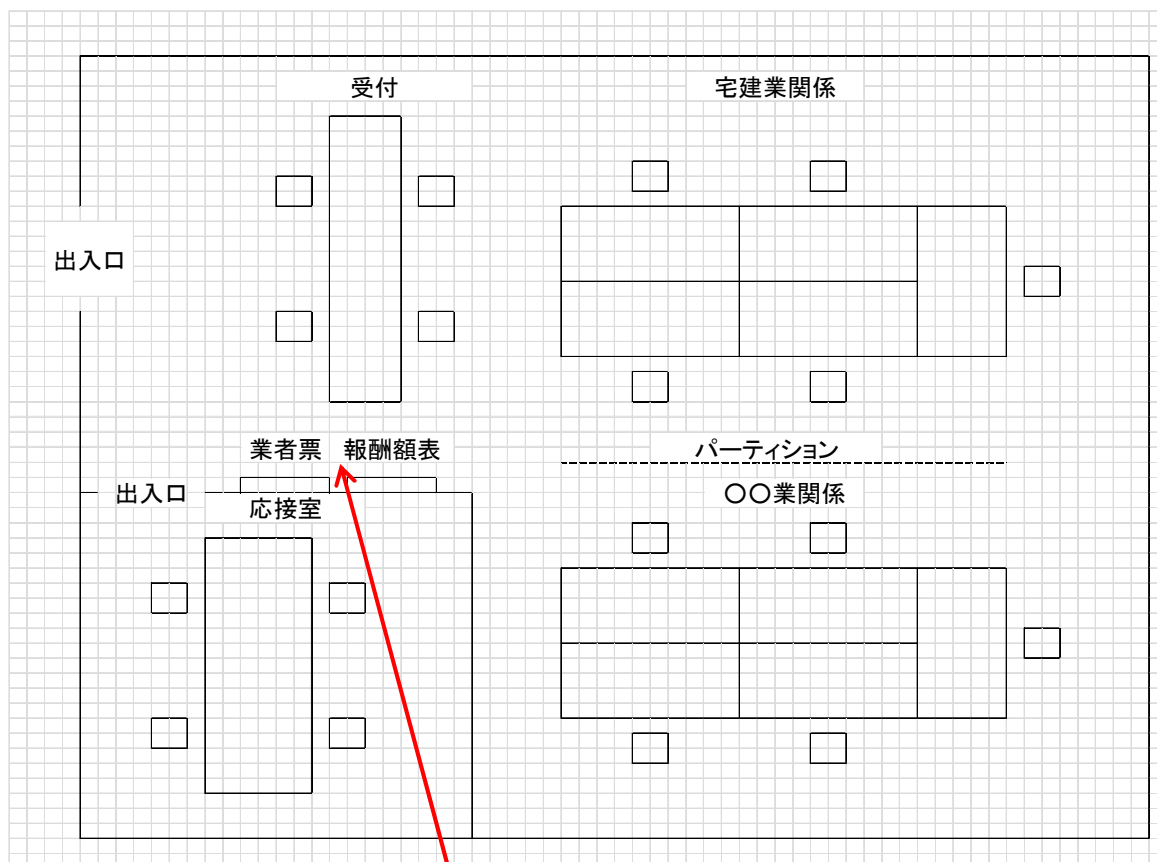 受付
宅建業関係
出入口
業者票
報酬額表
パーティション
出入口
応接室
〇〇業関係